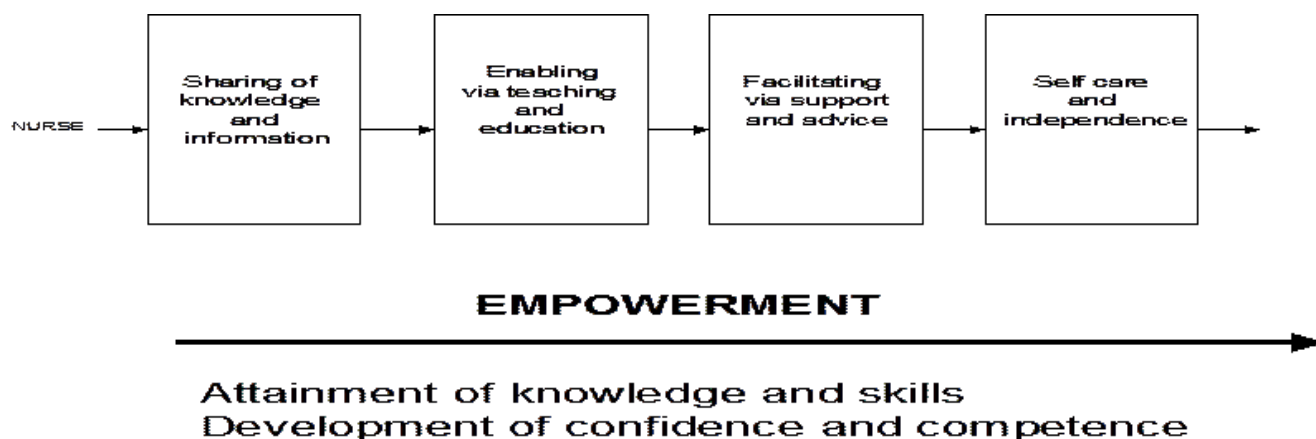 NURSE
Sharing of
knowledge
and
information
Enabling
via teaching
and
education
Facilitating
via support
and advice
Self care
and
independence
EMPOWERMENT
Attainment of knowledge and skills
Development of confidence and competence